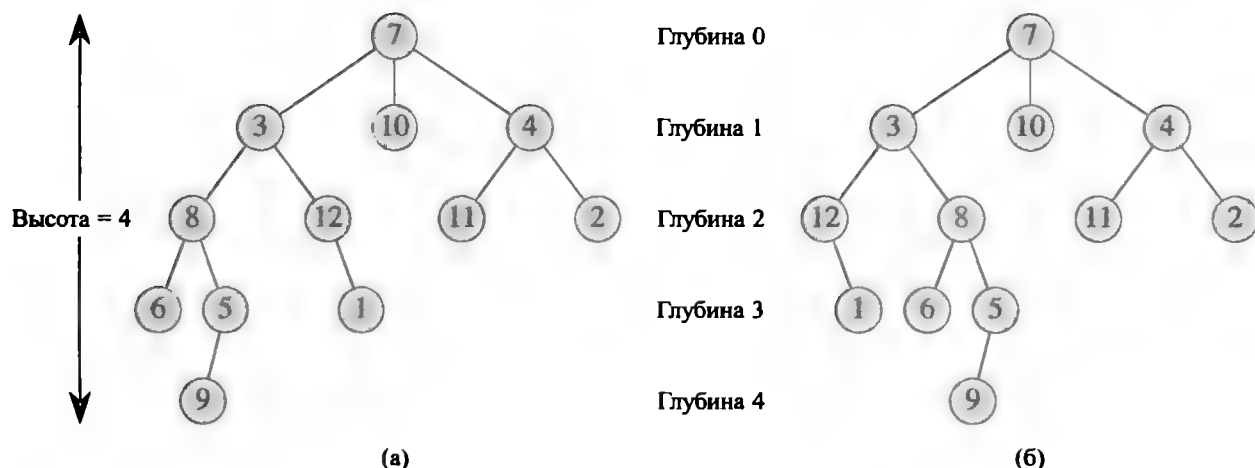 7 Глубина 0 7
3 10 4 Глубина 1 3 10 4
Высота = 4 8 12 11 2 Глубина 2 12 8 11 2
6 5 1 Глубина 3 1 6 5
9 Глубина 4 9
(а) (б)